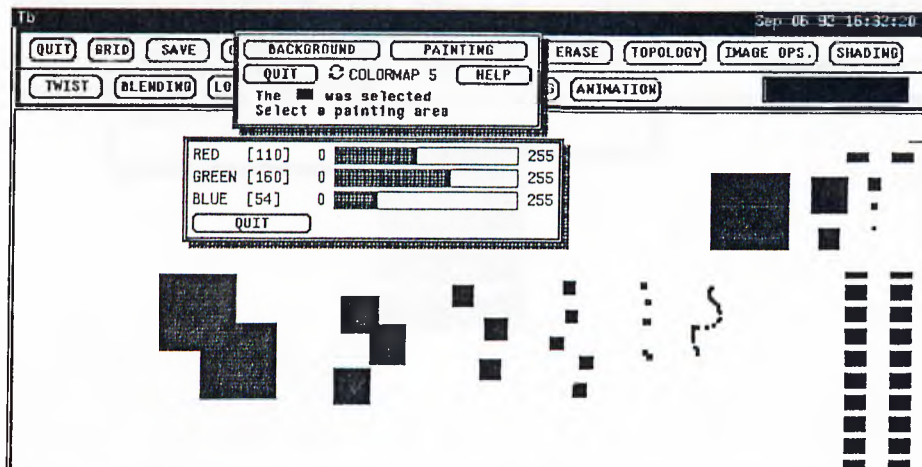 Tb
Sep 06 92 16:32:20
QUIT GRID SAVE ERASE TOPOLOGY IMAGE OPS. SHADING
TWIST BLENDING LO G ANIMATION
BACKGROUND PAINTING
QUIT COLORMAP 5 HELP
The was selected
Select a painting area
RED [110] 0 255
GREEN [160] 0 255
BLUE [54] 0 255
QUIT